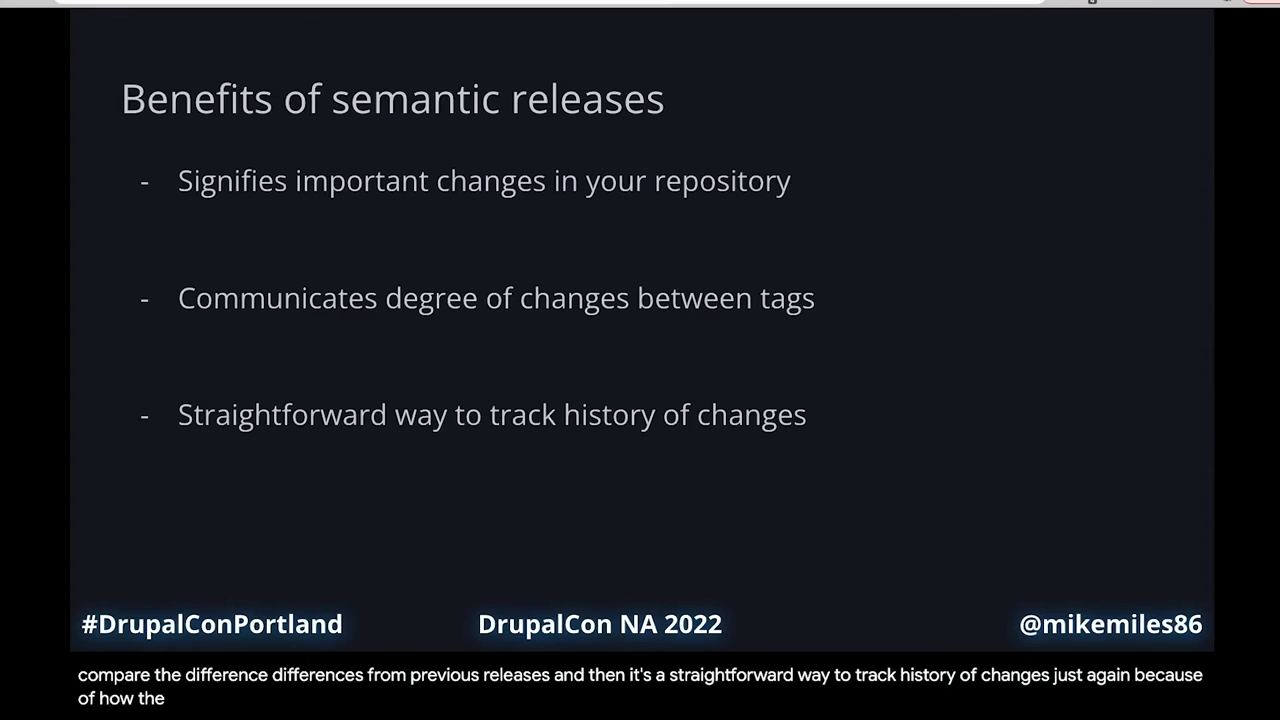 Benefits of semantic releases
- Signifies important changes in your repository
- Communicates degree of changes between tags
- Straightforward way to track history of changes
#DrupalConPortland DrupalCon NA 2022 @mikemiles86
compare the difference differences from previous releases and then it's a straightforward way to track history of changes just again because
of how the